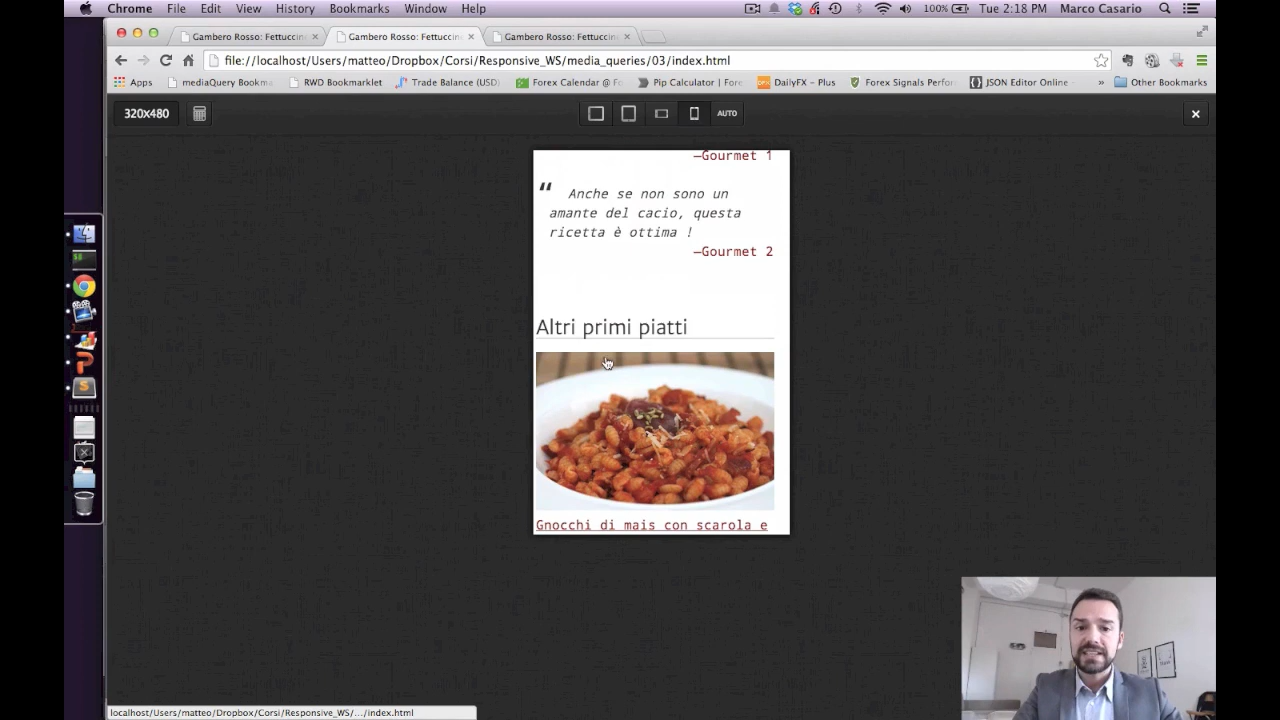 Chrome File Edit View History Bookmarks Window Help 100% Tue 2:18 PM Marco Casario
Gambero Rosso: Fettuccin × Gambero Rosso: Fettuccin × Gambero Rosso: Fettuccin ×
file://localhost/Users/matteo/Dropbox/Corsi/Responsive_WS/media_queries/03/index.html
Apps mediaQuery Bookma RWD Bookmarklet Trade Balance (USD) Forex Calendar @ Fo Pip Calculator | Fore DailyFX – Plus Forex Signals Perfor JSON Editor Online » Other Bookmarks
320x480 AUTO ×
—Gourmet 1
“ Anche se non sono un
amante del cacio, questa
ricetta è ottima !
—Gourmet 2
Altri primi piatti
Gnocchi di mais con scarola e
localhost/Users/matteo/Dropbox/Corsi/Responsive_WS/.../index.html